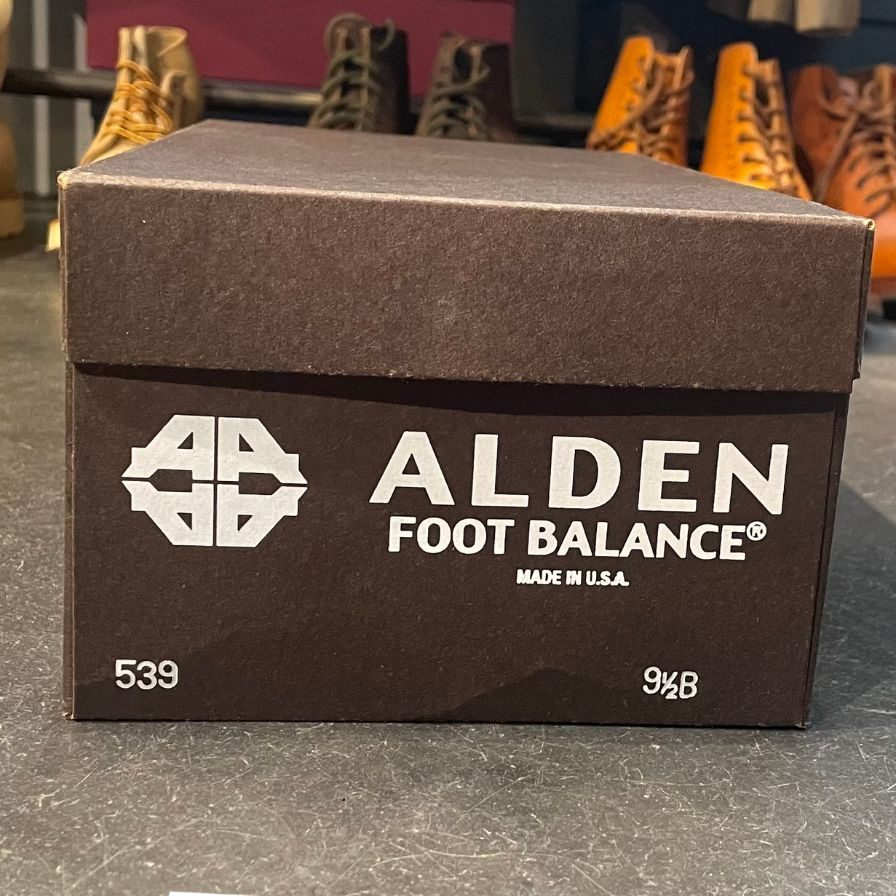 ALDEN
FOOT BALANCE®
MADE IN U.S.A.
539
9½B